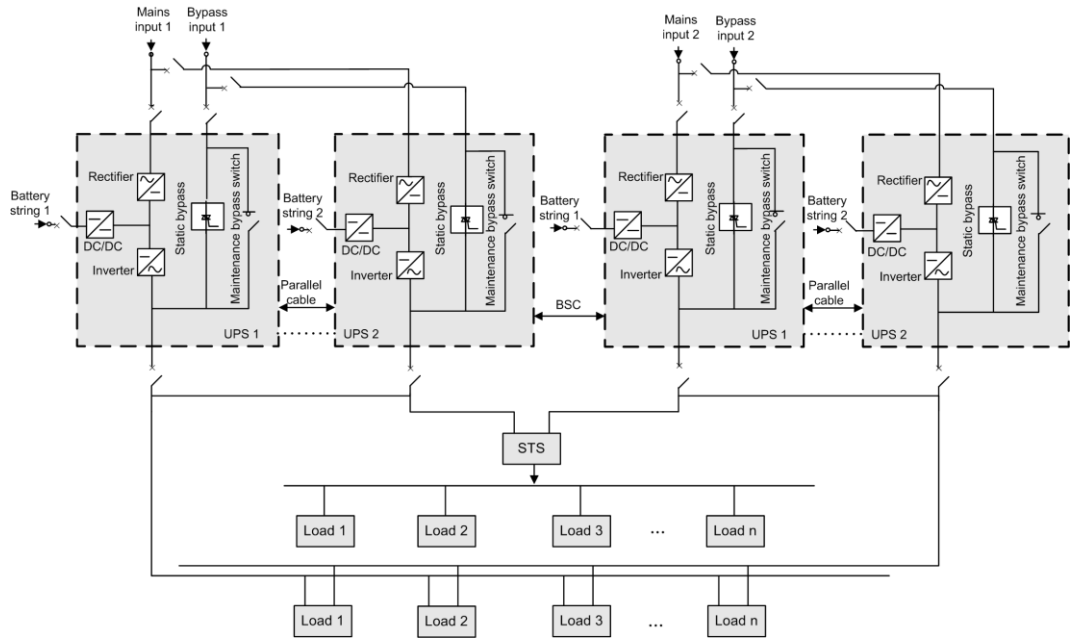 Mains
input 1
Bypass
input 1
Mains
input 2
Bypass
input 2
Rectifier
Battery
string 1
DC/DC
Inverter
Static bypass
Maintenance bypass switch
UPS 1
Parallel
cable
Rectifier
Battery
string 2
DC/DC
Inverter
Static bypass
Maintenance bypass switch
UPS 2
BSC
Rectifier
Battery
string 1
DC/DC
Inverter
Static bypass
Maintenance bypass switch
UPS 1
Parallel
cable
Rectifier
Battery
string 2
DC/DC
Inverter
Static bypass
Maintenance bypass switch
UPS 2
STS
Load 1
Load 2
Load 3
...
Load n
Load 1
Load 2
Load 3
...
Load n